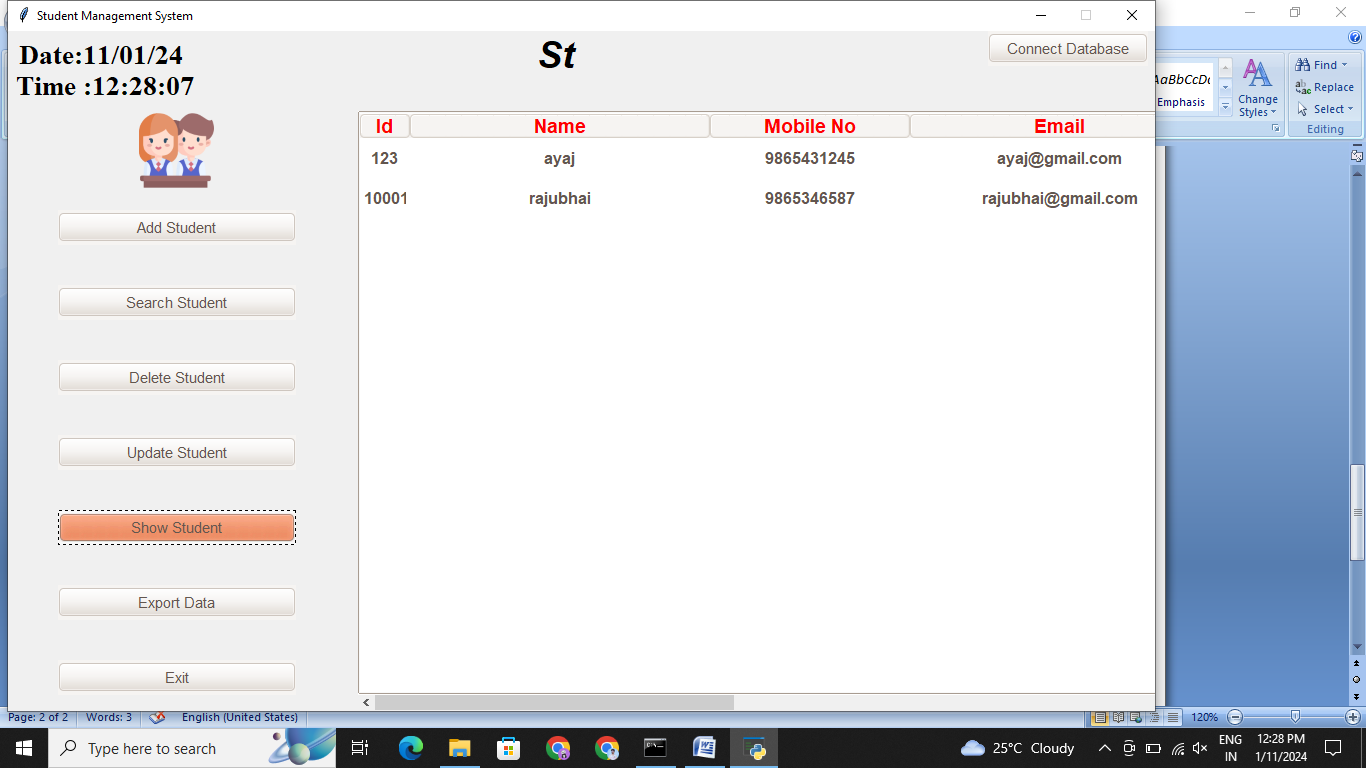 Student Management System
Date:11/01/24
Time :12:28:07
St
Connect Database
Id Name Mobile No Email
123 ayaj 9865431245 ayaj@gmail.com
10001 rajubhai 9865346587 rajubhai@gmail.com
Add Student
Search Student
Delete Student
Update Student
Show Student
Export Data
Exit
AaBbCcD
Emphasis
Change
Styles
Find
Replace
Select
Editing
Page: 2 of 2 Words: 3 English (United States) 120%
Type here to search
25°C Cloudy
ENG
IN
12:28 PM
1/11/2024